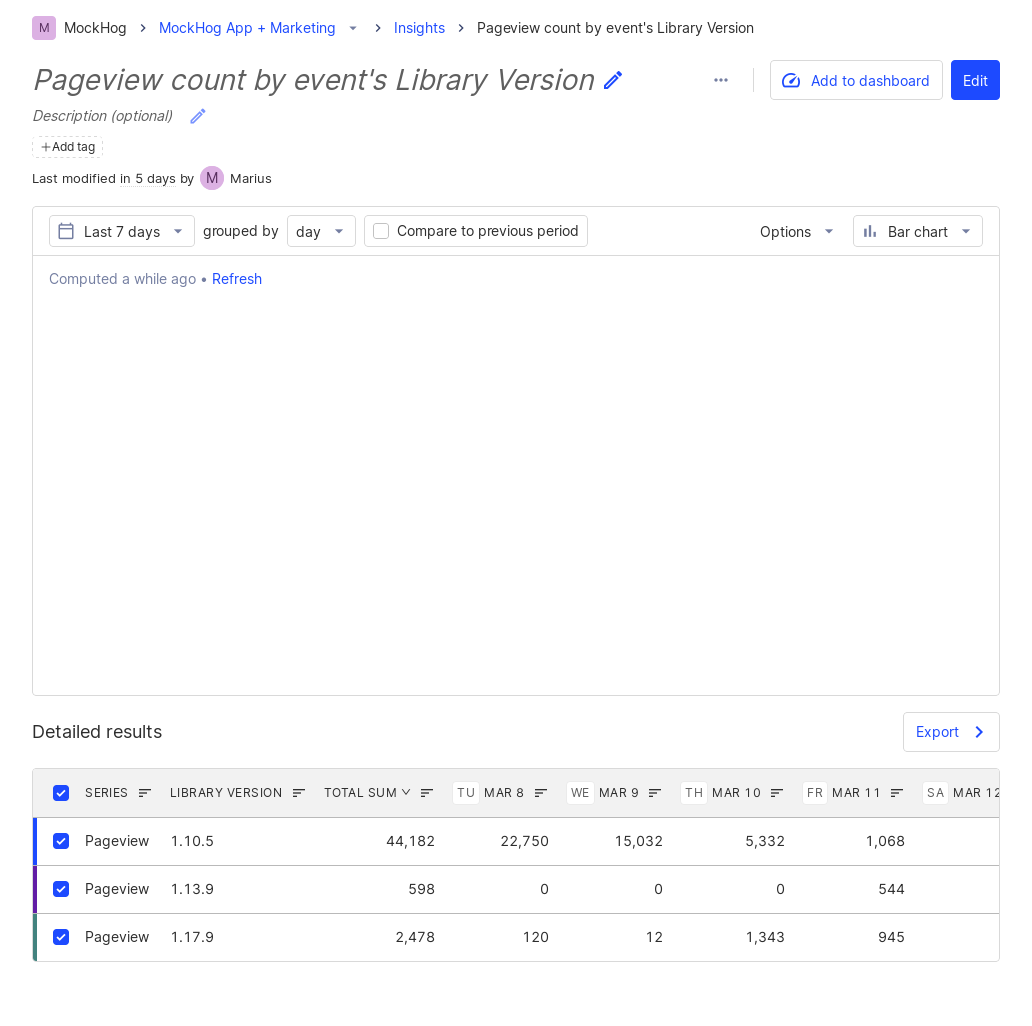 M MockHog MockHog App + Marketing Insights Pageview count by event's Library Version
Pageview count by event's Library Version
Add to dashboard Edit
Description (optional)
+Add tag
Last modified in 5 days by M Marius
Last 7 days grouped by day Compare to previous period Options Bar chart
Computed a while ago • Refresh
Detailed results Export
SERIES LIBRARY VERSION TOTAL SUM TU MAR 8 WE MAR 9 TH MAR 10 FR MAR 11 SA MAR 12
Pageview 1.10.5 44,182 22,750 15,032 5,332 1,068
Pageview 1.13.9 598 0 0 0 544
Pageview 1.17.9 2,478 120 12 1,343 945